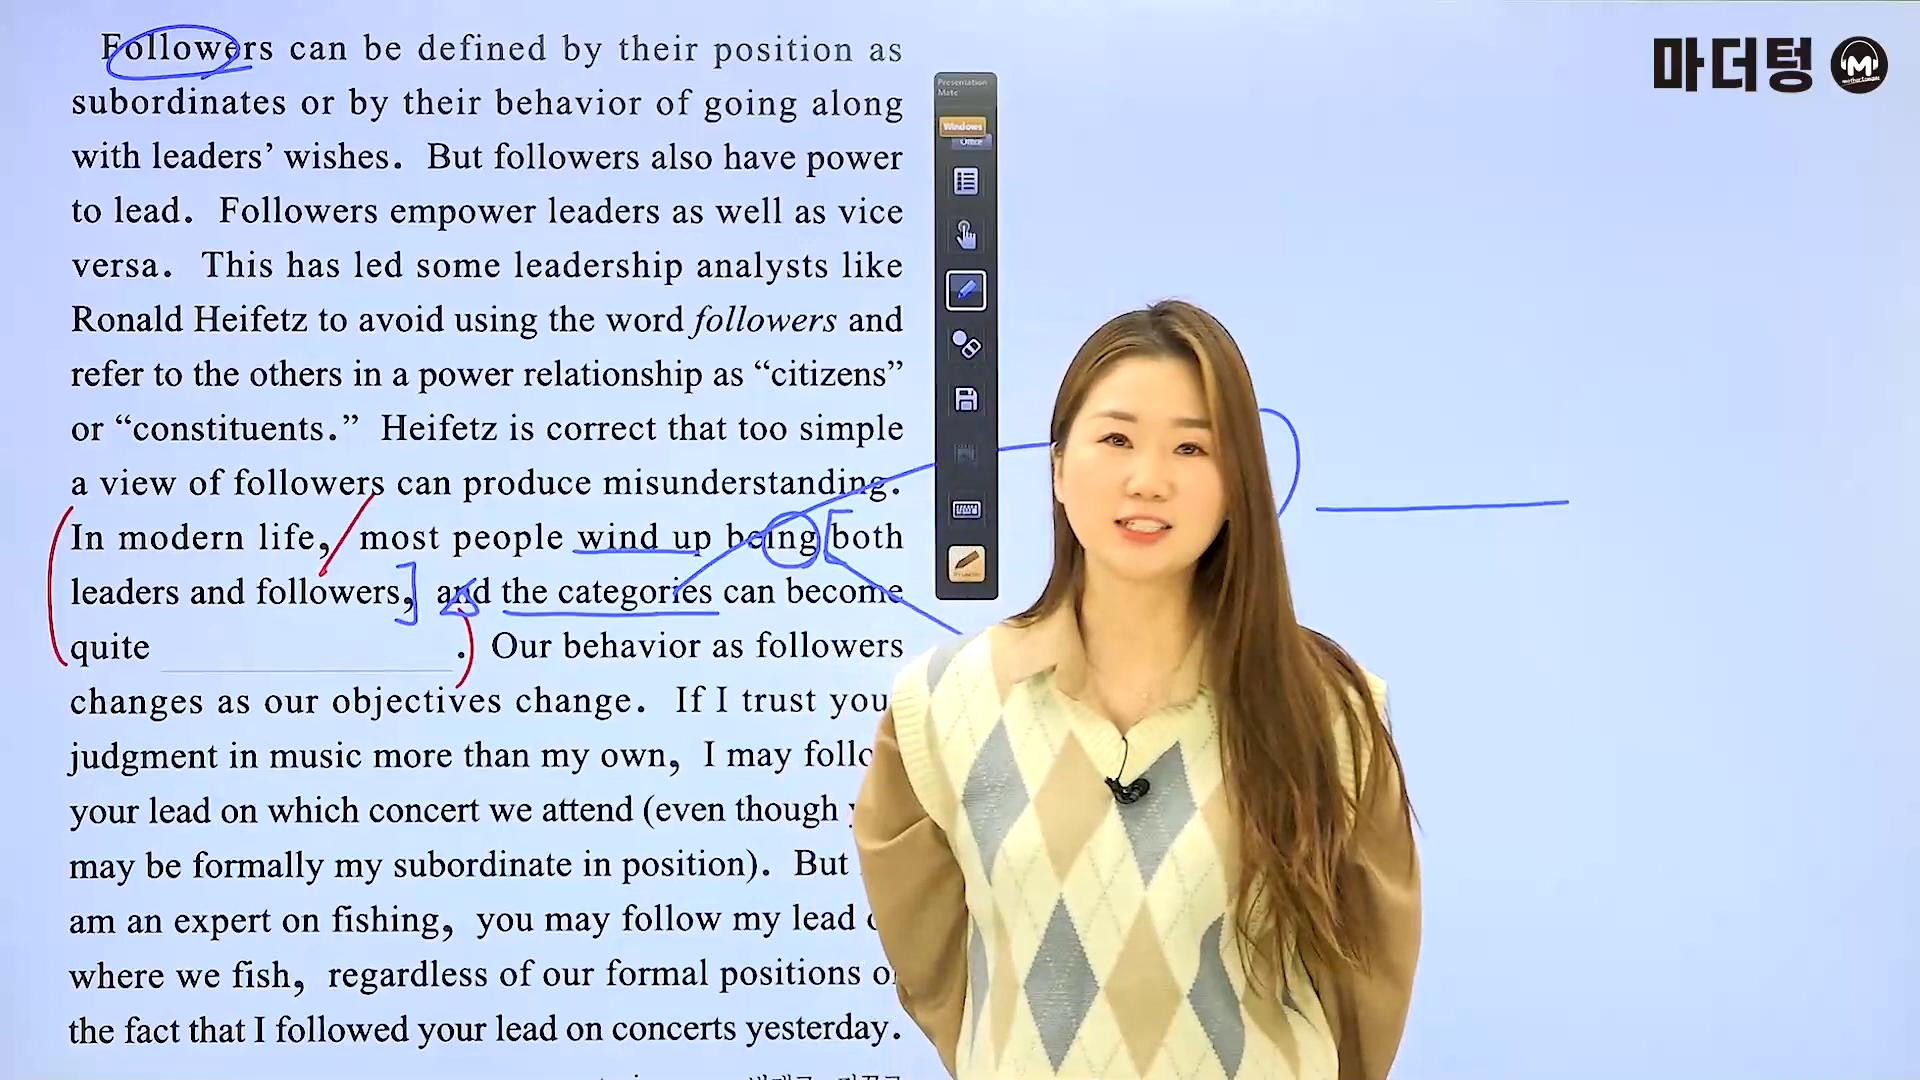 Followers can be defined by their position as
subordinates or by their behavior of going along
with leaders’ wishes. But followers also have power
to lead. Followers empower leaders as well as vice
versa. This has led some leadership analysts like
Ronald Heifetz to avoid using the word followers and
refer to the others in a power relationship as “citizens”
or “constituents.” Heifetz is correct that too simple
a view of followers can produce misunderstanding.
In modern life, most people wind up being both
leaders and followers, and the categories can become
quite .
Our behavior as followers
changes as our objectives change. If I trust you
judgment in music more than my own, I may follo
your lead on which concert we attend (even though
may be formally my subordinate in position). But
am an expert on fishing, you may follow my lead
where we fish, regardless of our formal positions o
the fact that I followed your lead on concerts yesterday.
Presentation
Mate
Windows
Office
마더텅
M